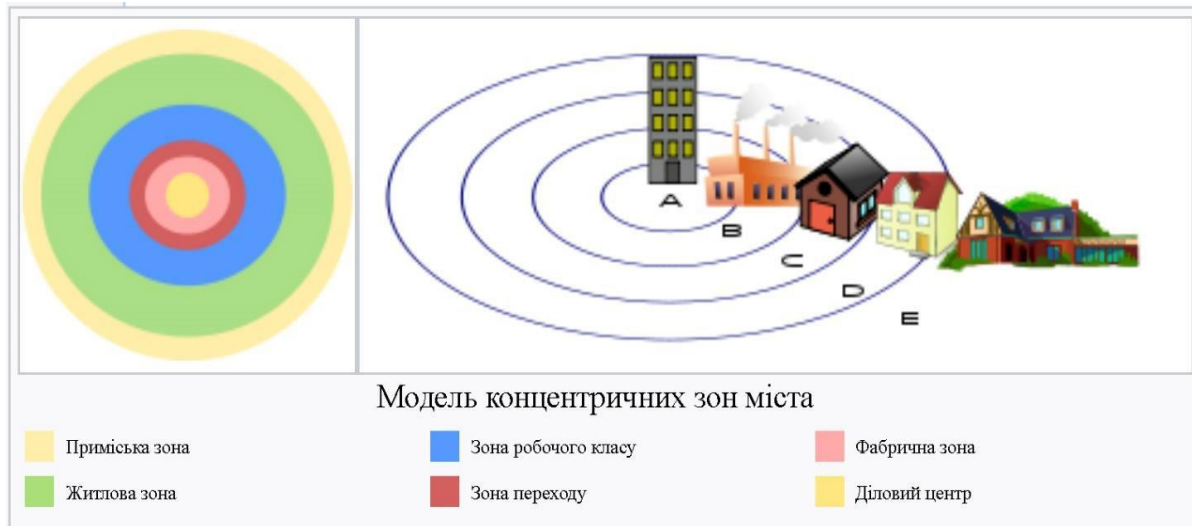 A
B
C
D
E
Модель концентричних зон міста
Приміська зона
Зона робочого класу
Фабрична зона
Житлова зона
Зона переходу
Діловий центр